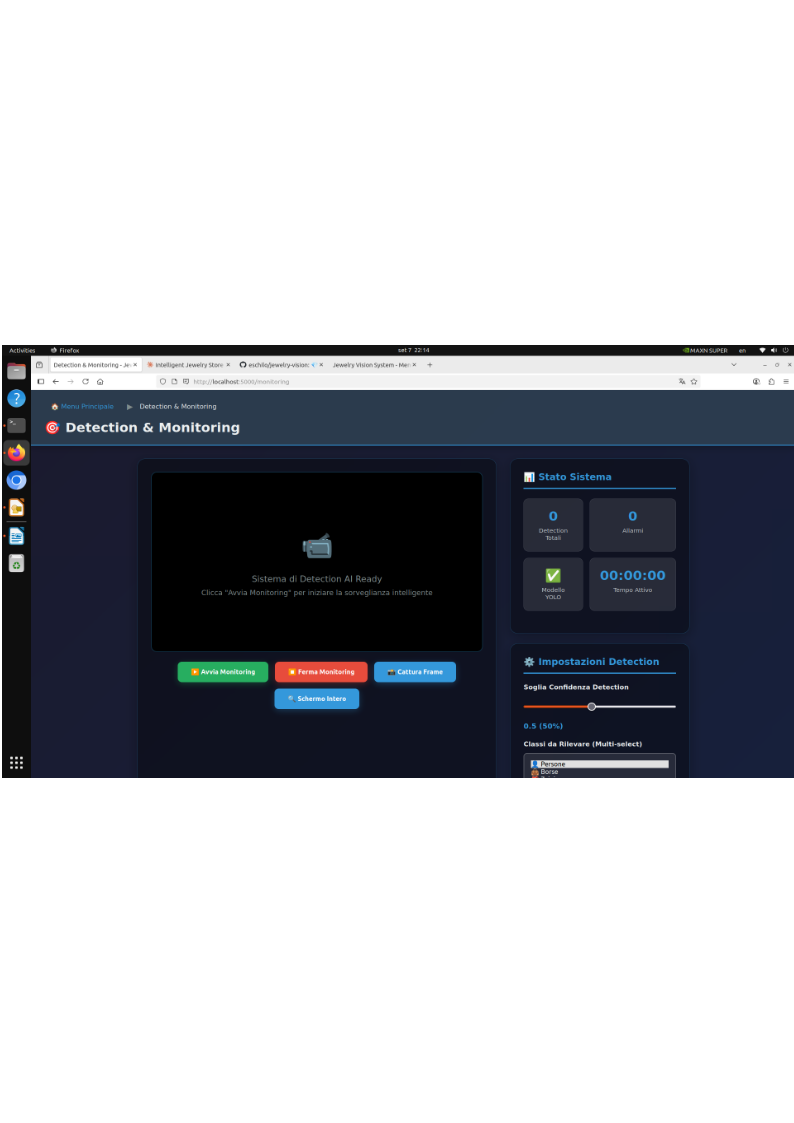 Activities
Firefox
set 7 22:14
MAXN SUPER
en
Detection & Monitoring - Je
Intelligent Jewelry Store
eschilo/jewelry-vision:
Jewelry Vision System - Me
http://localhost:5000/monitoring
Menu Principale ▶ Detection & Monitoring
Detection & Monitoring
Sistema di Detection AI Ready
Clicca "Avvia Monitoring" per iniziare la sorveglianza intelligente
Avvia Monitoring
Ferma Monitoring
Cattura Frame
Schermo Intero
Stato Sistema
0
Detection
Totali
0
Allarmi
Modello
YOLO
00:00:00
Tempo Attivo
Impostazioni Detection
Soglia Confidenza Detection
0.5 (50%)
Classi da Rilevare (Multi-select)
Persone
Borse